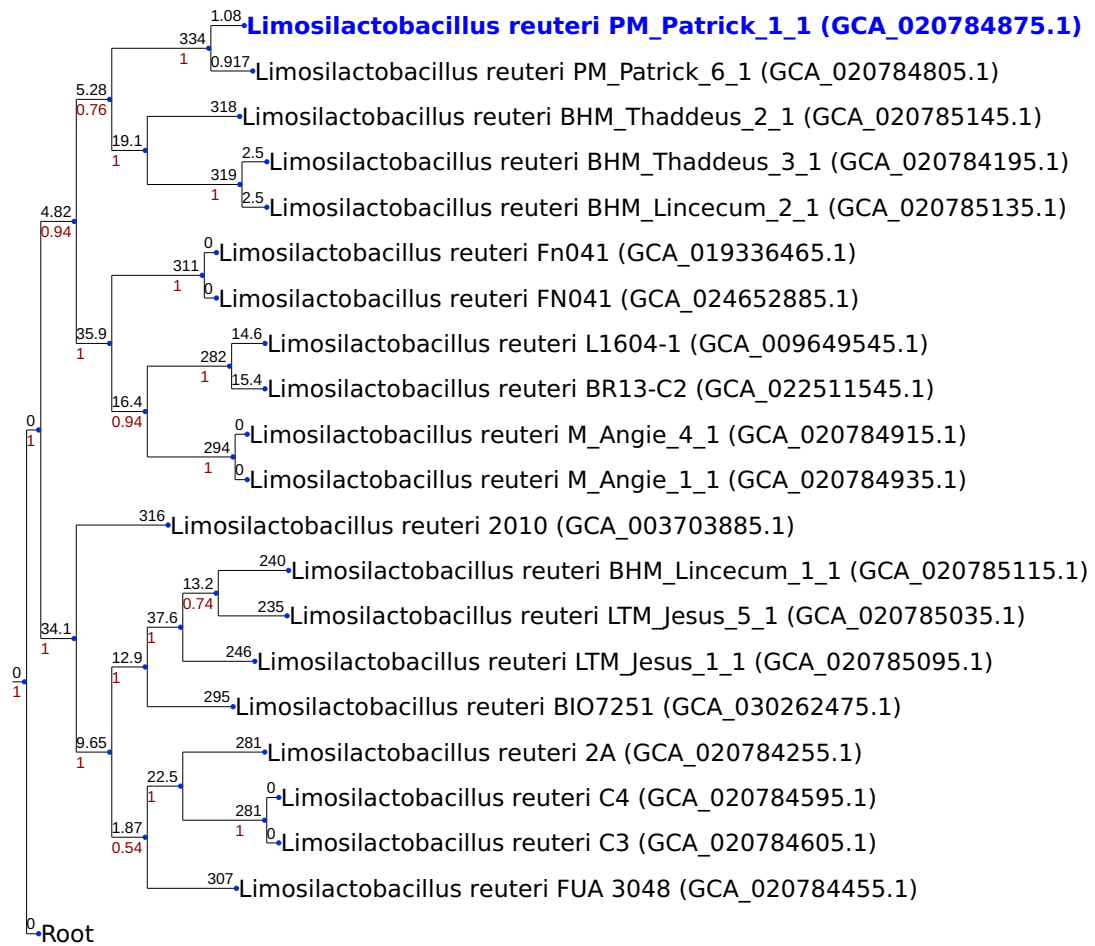 1.08
Limosilactobacillus reuteri PM_Patrick_1_1 (GCA_020784875.1)
334
1
0.917
Limosilactobacillus reuteri PM_Patrick_6_1 (GCA_020784805.1)
5.28
0.76
318
Limosilactobacillus reuteri BHM_Thaddeus_2_1 (GCA_020785145.1)
19.1
1
2.5
Limosilactobacillus reuteri BHM_Thaddeus_3_1 (GCA_020784195.1)
319
1
2.5
Limosilactobacillus reuteri BHM_Lincecum_2_1 (GCA_020785135.1)
4.82
0.94
0
Limosilactobacillus reuteri Fn041 (GCA_019336465.1)
311
1
0
Limosilactobacillus reuteri FN041 (GCA_024652885.1)
35.9
1
14.6
Limosilactobacillus reuteri L1604-1 (GCA_009649545.1)
282
1
15.4
Limosilactobacillus reuteri BR13-C2 (GCA_022511545.1)
16.4
0.94
0
Limosilactobacillus reuteri M_Angie_4_1 (GCA_020784915.1)
0
1
294
1
0
Limosilactobacillus reuteri M_Angie_1_1 (GCA_020784935.1)
316
Limosilactobacillus reuteri 2010 (GCA_003703885.1)
240
Limosilactobacillus reuteri BHM_Lincecum_1_1 (GCA_020785115.1)
13.2
0.74
235
Limosilactobacillus reuteri LTM_Jesus_5_1 (GCA_020785035.1)
37.6
1
34.1
1
246
Limosilactobacillus reuteri LTM_Jesus_1_1 (GCA_020785095.1)
12.9
1
0
1
295
Limosilactobacillus reuteri BIO7251 (GCA_030262475.1)
9.65
1
281
Limosilactobacillus reuteri 2A (GCA_020784255.1)
22.5
1
0
Limosilactobacillus reuteri C4 (GCA_020784595.1)
281
1
0
Limosilactobacillus reuteri C3 (GCA_020784605.1)
1.87
0.54
307
Limosilactobacillus reuteri FUA 3048 (GCA_020784455.1)
0
Root